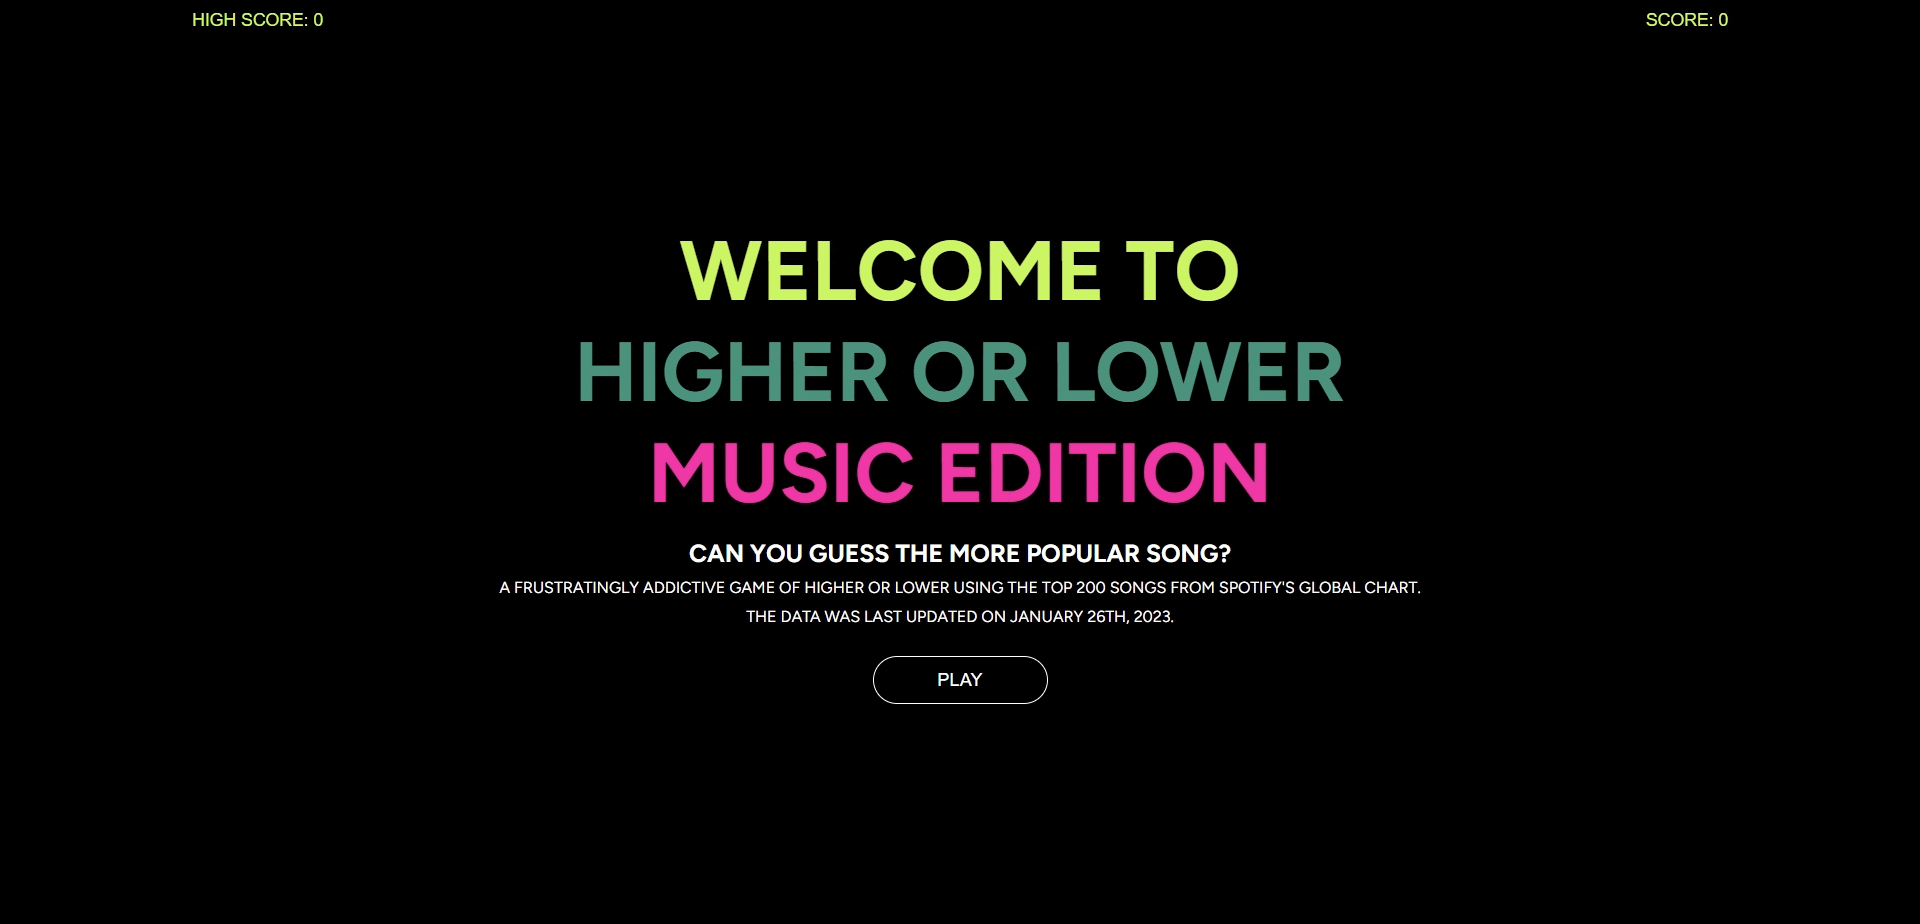 HIGH SCORE: 0
SCORE: 0
WELCOME TO
HIGHER OR LOWER
MUSIC EDITION
CAN YOU GUESS THE MORE POPULAR SONG?
A FRUSTRATINGLY ADDICTIVE GAME OF HIGHER OR LOWER USING THE TOP 200 SONGS FROM SPOTIFY'S GLOBAL CHART.
THE DATA WAS LAST UPDATED ON JANUARY 26TH, 2023.
PLAY